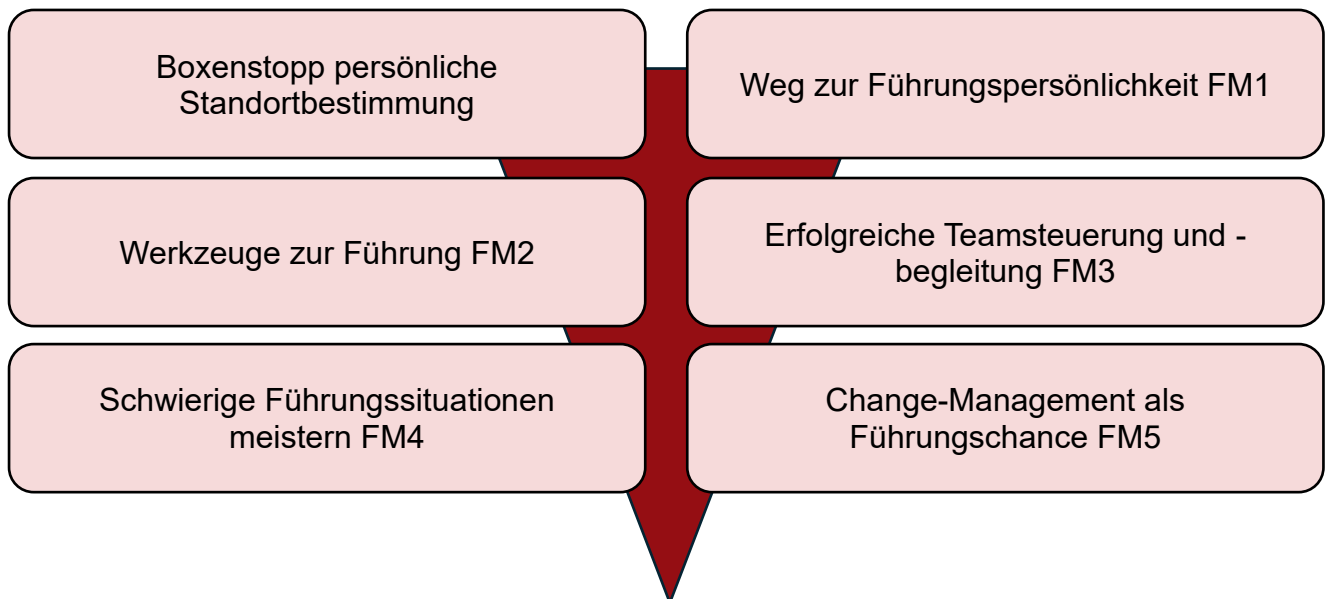 Boxenstopp persönliche
Standortbestimmung
Weg zur Führungspersönlichkeit FM1
Werkzeuge zur Führung FM2
Erfolgreiche Teamsteuerung und -
begleitung FM3
Schwierige Führungssituationen
meistern FM4
Change-Management als
Führungschance FM5